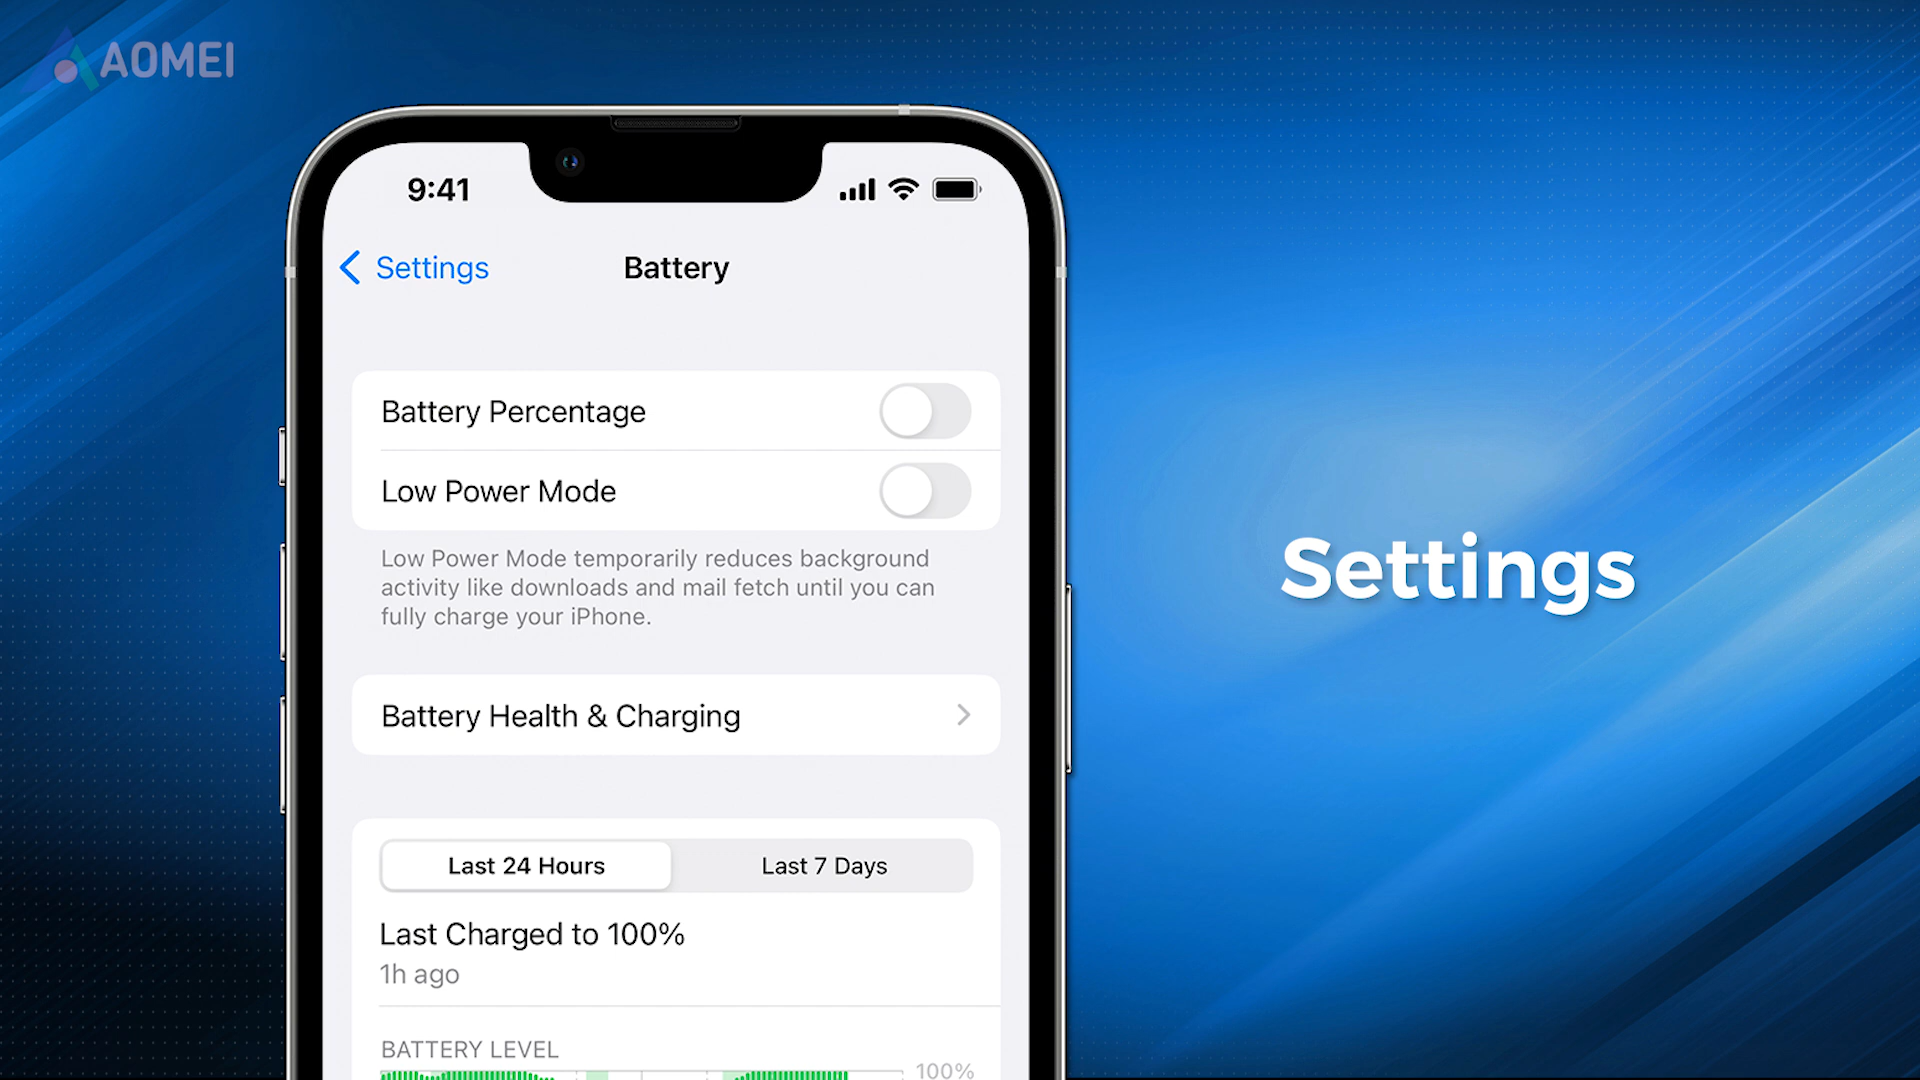 AOMEI
9:41
Settings
Battery
Battery Percentage
Low Power Mode
Low Power Mode temporarily reduces background
activity like downloads and mail fetch until you can
fully charge your iPhone.
Battery Health & Charging
Last 24 Hours
Last 7 Days
Last Charged to 100%
1h ago
BATTERY LEVEL
100%
Settings